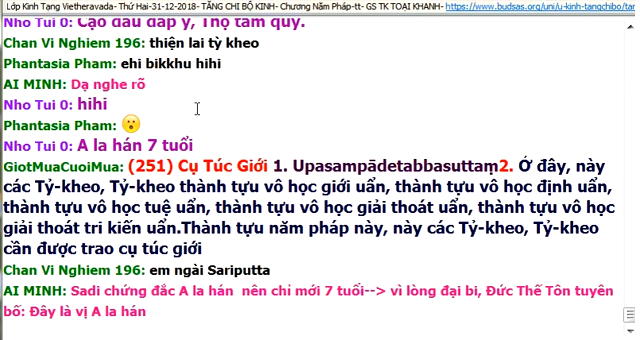 Lớp Kinh Tạng Vietheravada- Thứ Hai-31-12-2018- TĂNG CHI BỘ KINH- Chương Năm Pháp-tt- GS TK TOẠI KHANH- https://www.budsas.org/uni/u-kinh-tangchibo/tan
Nho Tui 0: Cạo đầu đắp y, Thọ tam quy.
Chan Vi Nghiem 196: thiện lai tỳ kheo
Phantasia Pham: ehi bikkhu hihi
AI MINH: Dạ nghe rõ
Nho Tui 0: hihi
Phantasia Pham: 😮
Nho Tui 0: A la hán 7 tuổi
GiotMuaCuoiMua: (251) Cụ Túc Giới 1. Upasampādetabbasuttaṃ2. Ở đây, này
các Tỷ-kheo, Tỷ-kheo thành tựu vô học giới uẩn, thành tựu vô học định uẩn,
thành tựu vô học tuệ uẩn, thành tựu vô học giải thoát uẩn, thành tựu vô học
giải thoát tri kiến uẩn.Thành tựu năm pháp này, này các Tỷ-kheo, Tỷ-kheo
cần được trao cụ túc giới
Chan Vi Nghiem 196: em ngài Sariputta
AI MINH: Sadi chứng đắc A la hán nên chỉ mới 7 tuổi--> vì lòng đại bi, Đức Thế Tôn tuyên
bố: Đây là vị A la hán